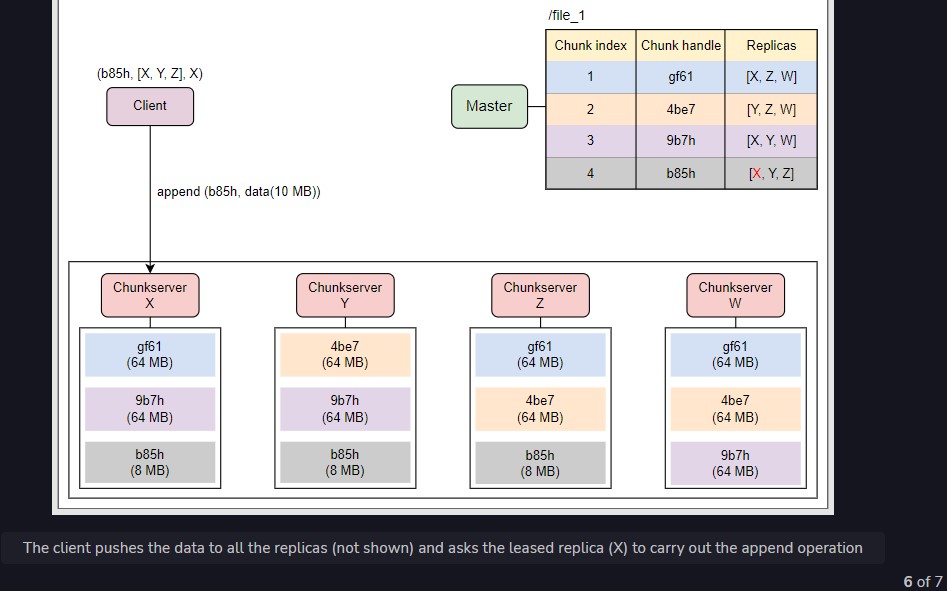 /file_1
Chunk index Chunk handle Replicas
1 gf61 [X, Z, W]
2 4be7 [Y, Z, W]
3 9b7h [X, Y, W]
4 b85h [X, Y, Z]
(b85h, [X, Y, Z], X)
Client
Master
append (b85h, data(10 MB))
Chunkserver
X
gf61
(64 MB)
9b7h
(64 MB)
b85h
(8 MB)
Chunkserver
Y
4be7
(64 MB)
9b7h
(64 MB)
b85h
(8 MB)
Chunkserver
Z
gf61
(64 MB)
4be7
(64 MB)
b85h
(8 MB)
Chunkserver
W
gf61
(64 MB)
4be7
(64 MB)
9b7h
(64 MB)
The client pushes the data to all the replicas (not shown) and asks the leased replica (X) to carry out the append operation
6 of 7